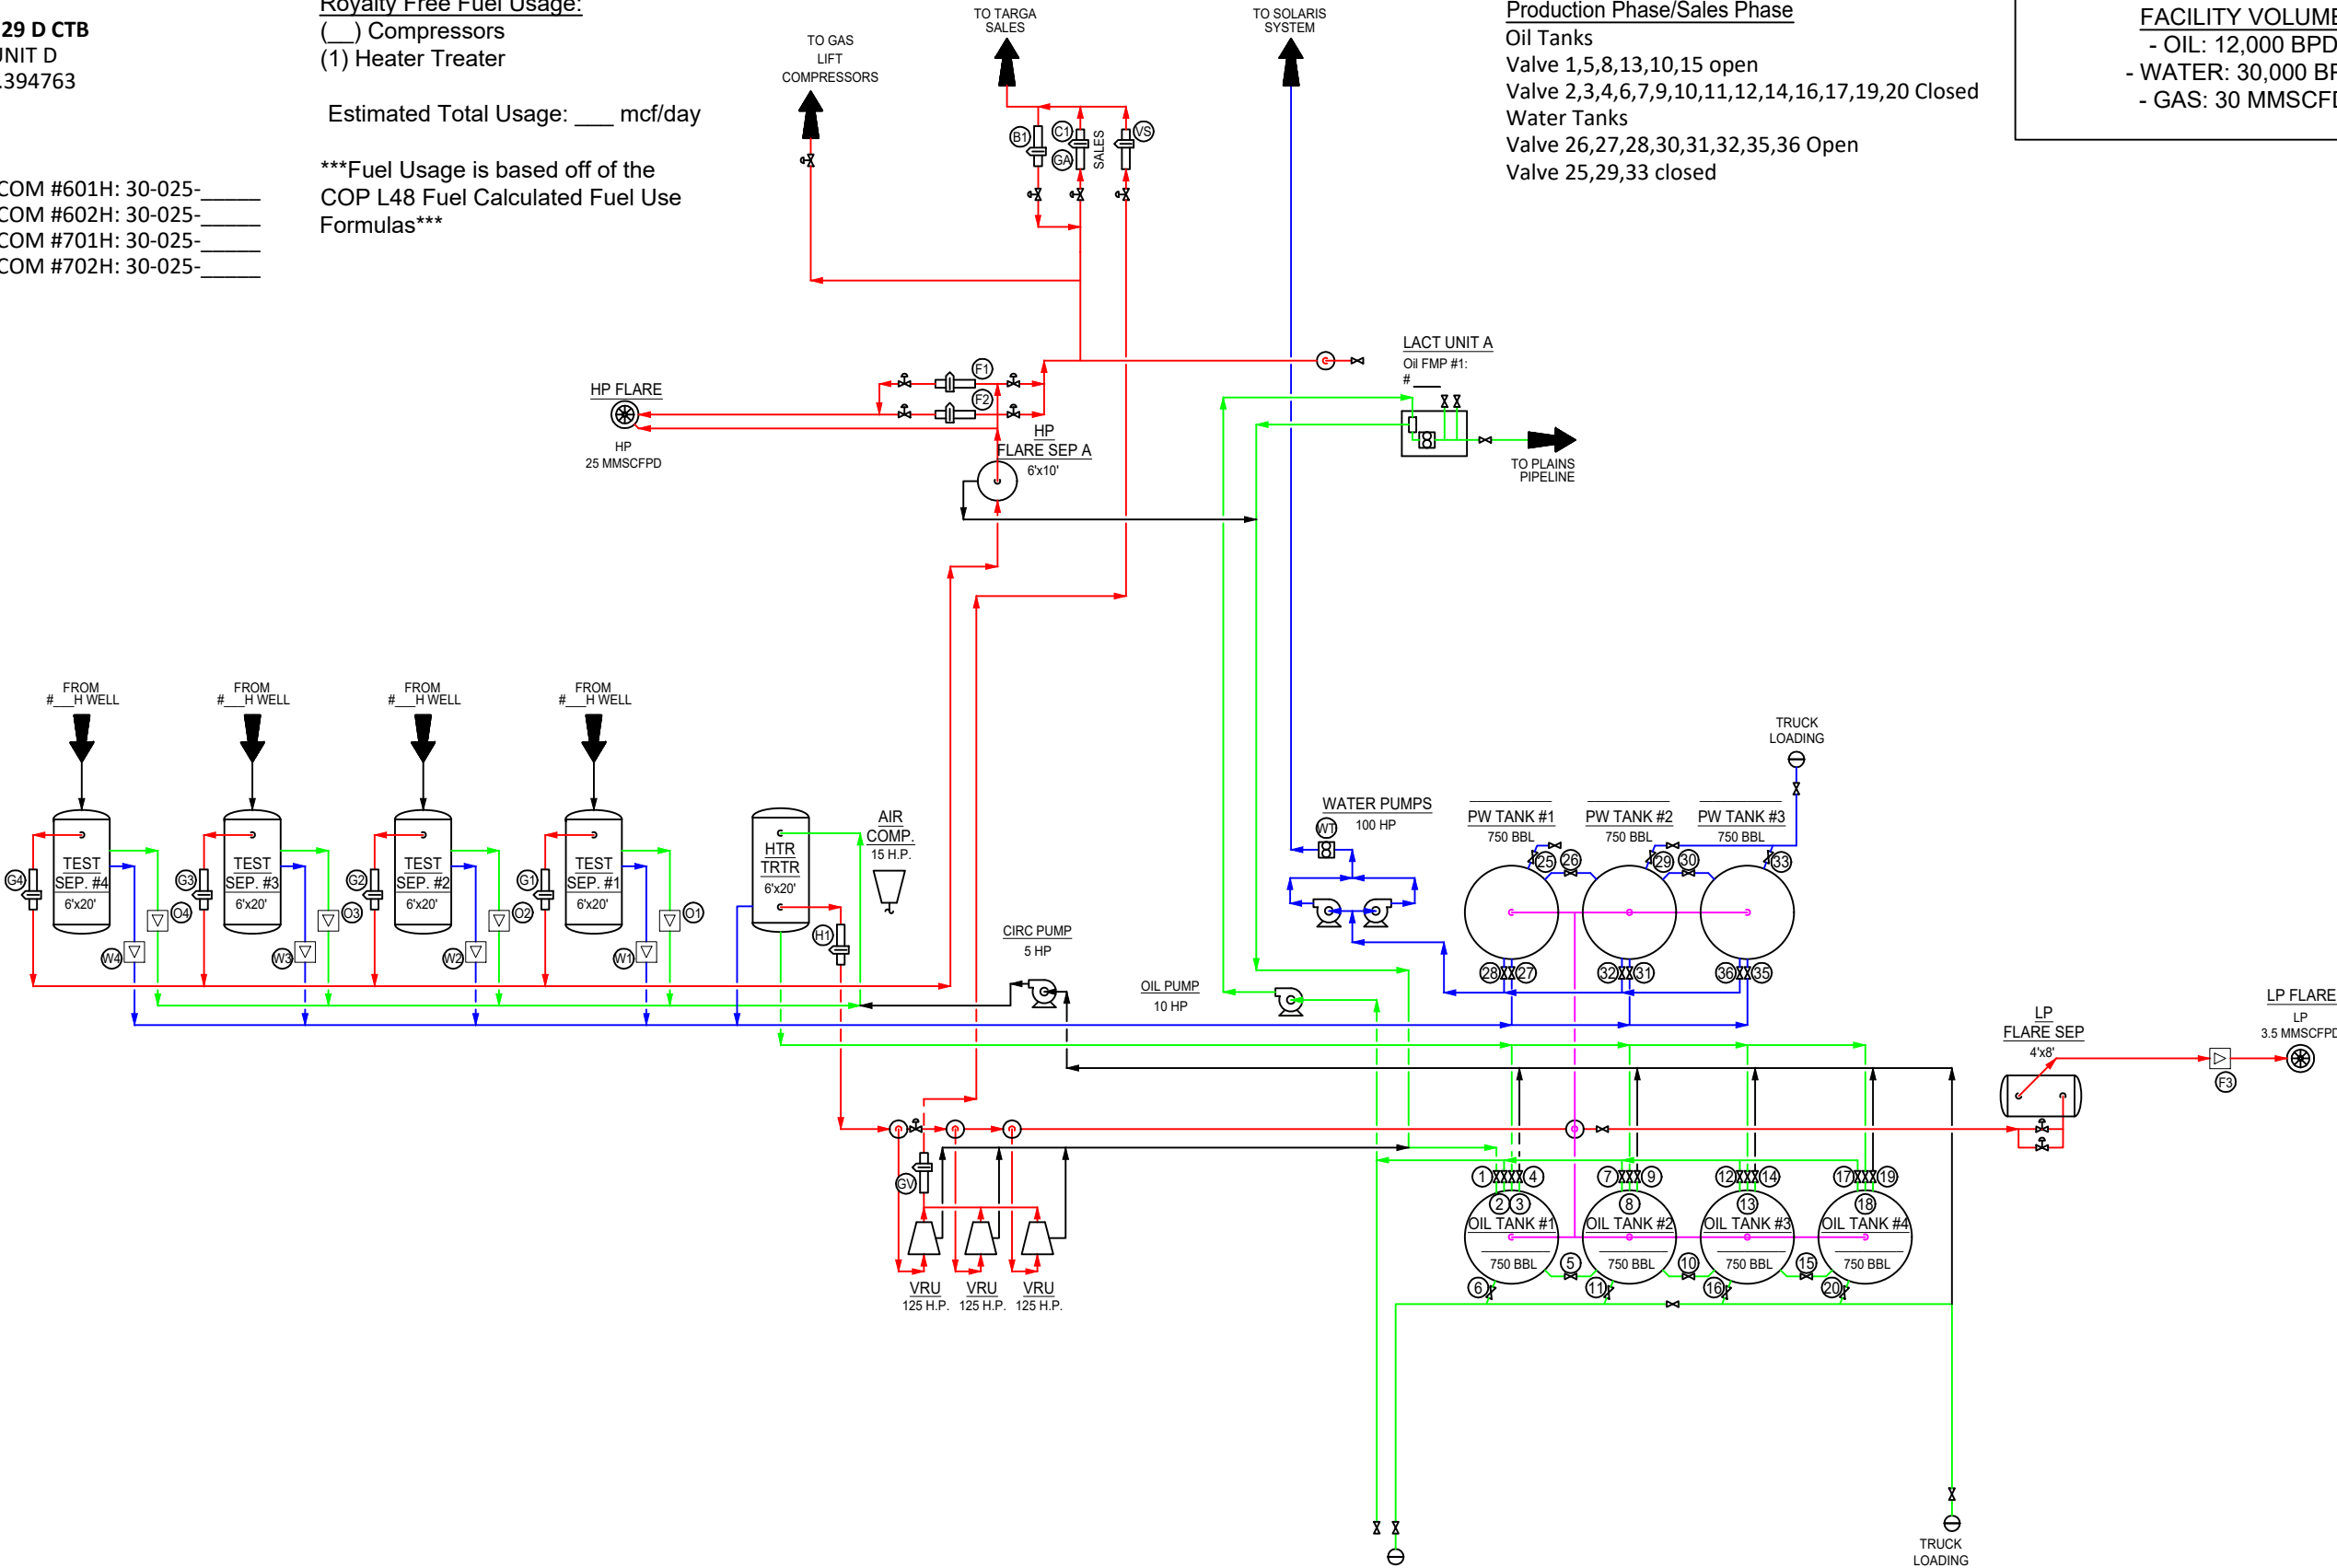 29 D CTB
UNIT D
.394763
COM #601H: 30-025-_____
COM #602H: 30-025-_____
COM #701H: 30-025-_____
COM #702H: 30-025-_____
Royalty Free Fuel Usage:
(__) Compressors
(1) Heater Treater
Estimated Total Usage: ___ mcf/day
***Fuel Usage is based off of the
COP L48 Fuel Calculated Fuel Use
Formulas***
TO GAS
LIFT
COMPRESSORS
TO TARGA
SALES
TO SOLARIS
SYSTEM
B1
C1
GA
SALES
VS
Production Phase/Sales Phase
Oil Tanks
Valve 1,5,8,13,10,15 open
Valve 2,3,4,6,7,9,10,11,12,14,16,17,19,20 Closed
Water Tanks
Valve 26,27,28,30,31,32,35,36 Open
Valve 25,29,33 closed
FACILITY VOLUME
- OIL: 12,000 BPD
- WATER: 30,000 BP
- GAS: 30 MMSCFD
HP FLARE
HP
25 MMSCFPD
F1
F2
HP
FLARE SEP A
6'x10'
LACT UNIT A
Oil FMP #1:
# ___
TO PLAINS
PIPELINE
FROM
#___H WELL
FROM
#___H WELL
FROM
#___H WELL
FROM
#___H WELL
TEST
SEP. #4
6'x20'
G4
O4
W4
TEST
SEP. #3
6'x20'
G3
O3
W3
TEST
SEP. #2
6'x20'
G2
O2
W2
TEST
SEP. #1
6'x20'
G1
O1
W1
HTR
TRTR
6'x20'
H1
AIR
COMP.
15 H.P.
CIRC PUMP
5 HP
OIL PUMP
10 HP
WATER PUMPS
100 HP
WT
TRUCK
LOADING
PW TANK #1
750 BBL
PW TANK #2
750 BBL
PW TANK #3
750 BBL
25
26
29
30
33
28
27
32
31
36
35
LP
FLARE SEP
4'x8'
F3
LP FLARE
LP
3.5 MMSCFPD
GV
VRU
125 H.P.
VRU
125 H.P.
VRU
125 H.P.
1
4
7
9
12
14
17
19
2
3
8
13
18
OIL TANK #1
750 BBL
OIL TANK #2
750 BBL
OIL TANK #3
750 BBL
OIL TANK #4
750 BBL
5
10
15
6
11
16
20
TRUCK
LOADING